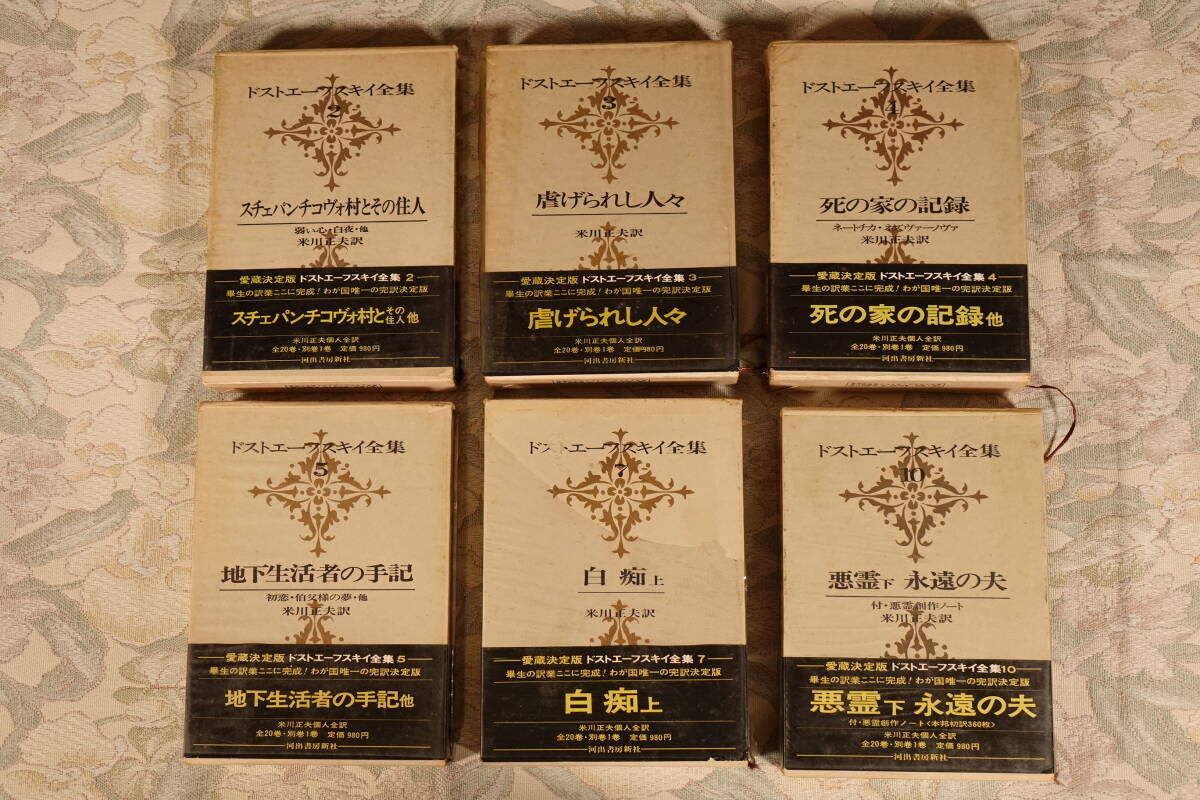 ドストエーフスキイ全集
2
スチェパンチコヴォ村とその住人
弱い心・白夜・他
米川正夫訳
愛蔵決定版 ドストエーフスキイ全集 2
畢生の訳業ここに完成！わが国唯一の完訳決定版
スチェパンチコヴォ村とその住人 他
米川正夫個人全訳
全20巻・別巻1巻 定価 980円
河出書房新社
ドストエーフスキイ全集
3
虐げられし人々
米川正夫訳
愛蔵決定版 ドストエーフスキイ全集 3
畢生の訳業ここに完成！わが国唯一の完訳決定版
虐げられし人々
米川正夫個人全訳
全20巻・別巻1巻 定価980円
河出書房新社
ドストエーフスキイ全集
4
死の家の記録
ネートチカ・ネズヴァーノヴァ
米川正夫訳
愛蔵決定版 ドストエーフスキイ全集 4
畢生の訳業ここに完成！わが国唯一の完訳決定版
死の家の記録 他
米川正夫個人全訳
全20巻・別巻1巻 定価 980円
河出書房新社
ドストエーフスキイ全集
5
地下生活者の手記
初恋・伯父様の夢・他
米川正夫訳
愛蔵決定版 ドストエーフスキイ全集 5
畢生の訳業ここに完成！わが国唯一の完訳決定版
地下生活者の手記 他
米川正夫個人全訳
全20巻・別巻1巻 定価 980円
河出書房新社
ドストエーフスキイ全集
7
白痴 上
米川正夫訳
愛蔵決定版 ドストエーフスキイ全集 7
畢生の訳業ここに完成！わが国唯一の完訳決定版
白痴 上
米川正夫個人全訳
全20巻・別巻1巻 定価 980円
河出書房新社
ドストエーフスキイ全集
10
悪霊 下 永遠の夫
付・悪霊創作ノート
米川正夫訳
愛蔵決定版 ドストエーフスキイ全集10
畢生の訳業ここに完成！わが国唯一の完訳決定版
悪霊 下 永遠の夫
付・悪霊創作ノート〈本邦初訳360枚〉
米川正夫個人全訳
全20巻・別巻1巻 定価 980円
河出書房新社